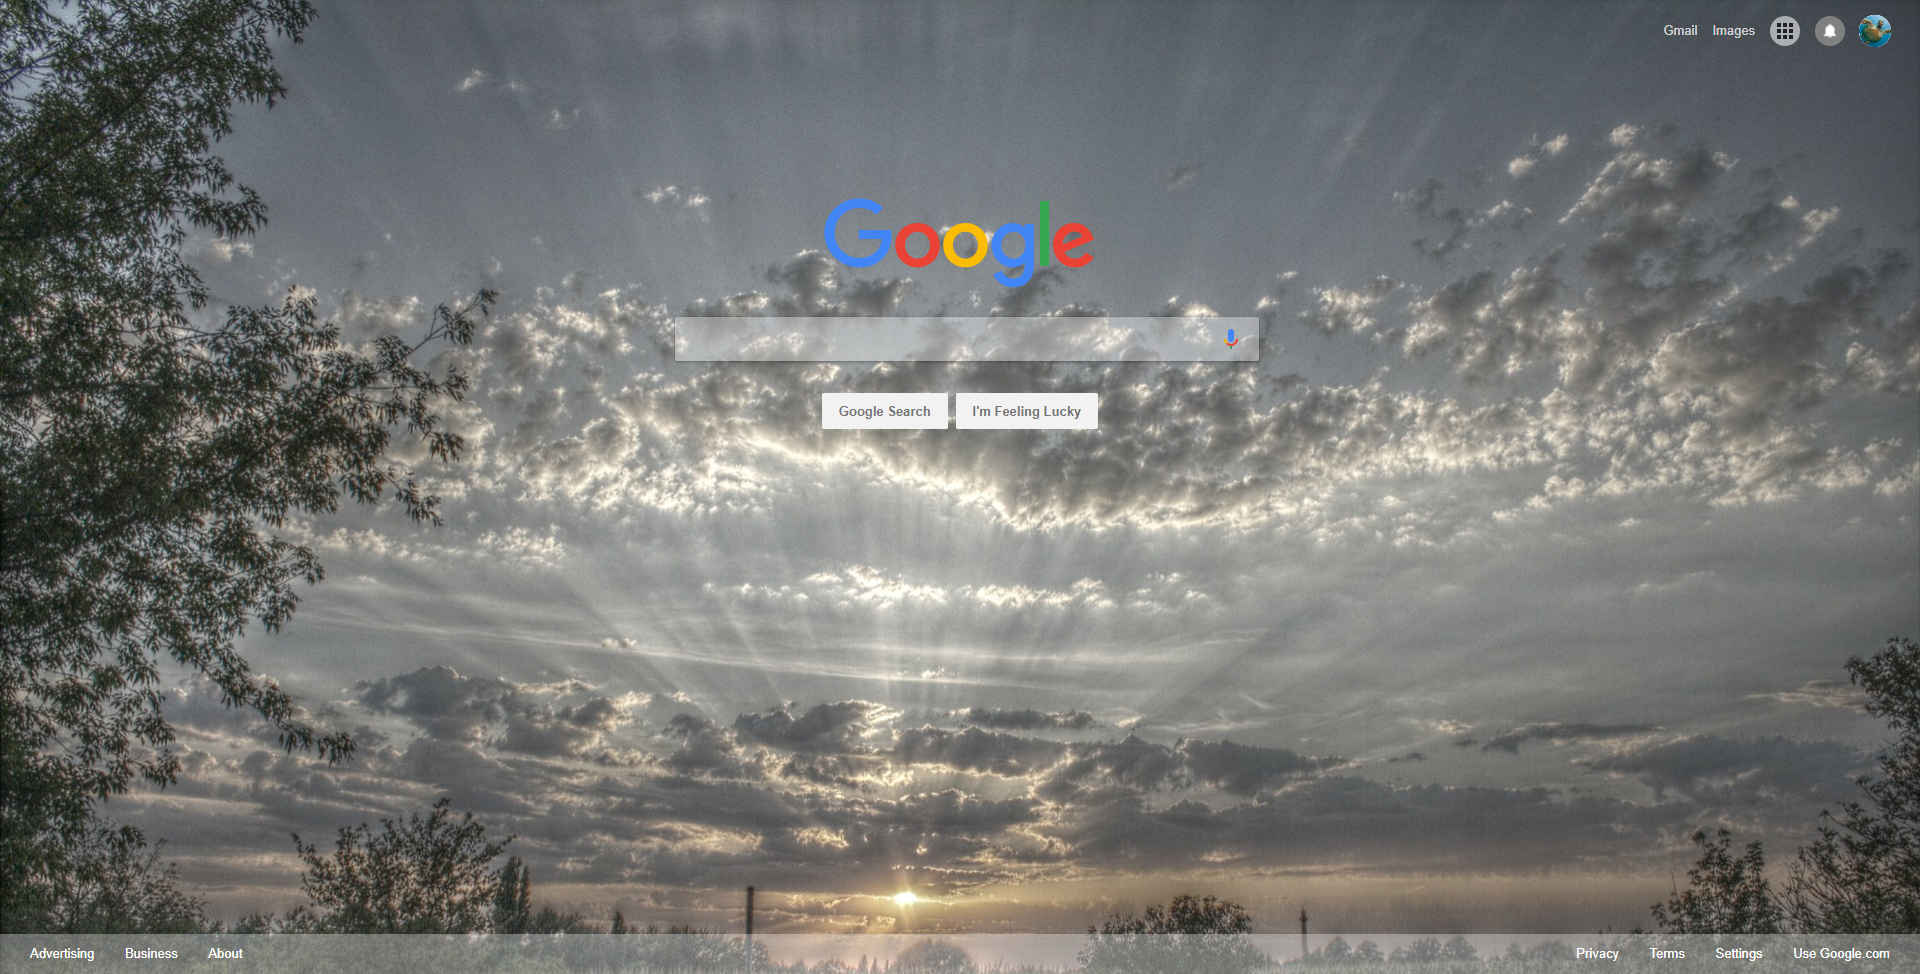 Gmail Images
Google
Google Search I'm Feeling Lucky
Advertising Business About Privacy Terms Settings Use Google.com